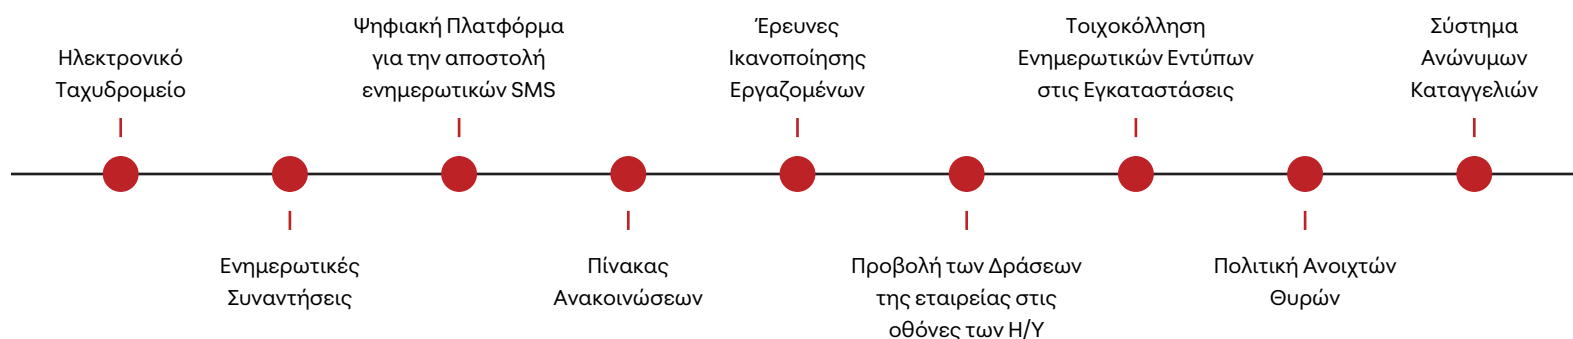 Ηλεκτρονικό
Ταχυδρομείο
Ενημερωτικές
Συναντήσεις
Ψηφιακή Πλατφόρμα
για την αποστολή
ενημερωτικών SMS
Πίνακας
Ανακοινώσεων
Έρευνες
Ικανοποίησης
Εργαζομένων
Προβολή των Δράσεων
της εταιρείας στις
οθόνες των Η/Υ
Τοιχοκόλληση
Ενημερωτικών Εντύπων
στις Εγκαταστάσεις
Πολιτική Ανοιχτών
Θυρών
Σύστημα
Ανώνυμων
Καταγγελιών